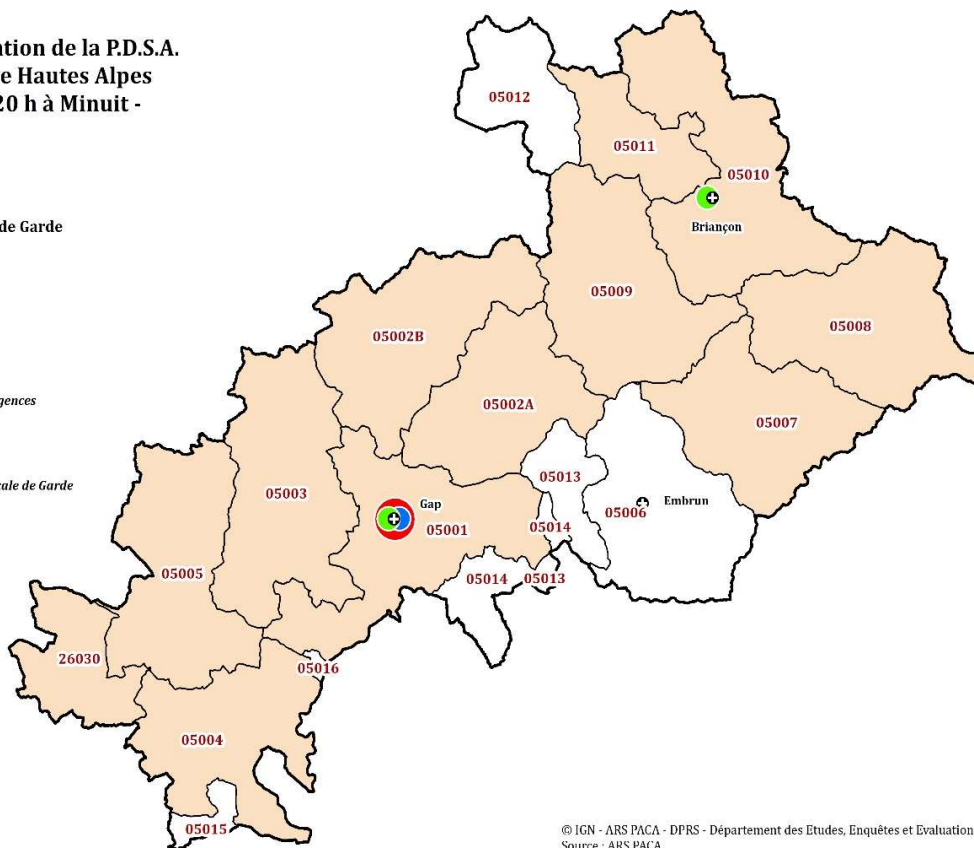 tion de la P.D.S.A.
e Hautes Alpes
20 h à Minuit -
de Garde
gences
ale de Garde
05012
05011
05010
Briançon
05009
05008
05002B
05002A
05007
05013
05003
Gap
05001
05014
05006
Embrun
05005
05014
05013
26030
05016
05004
05015
© IGN - ARS PACA - DPRS - Département des Etudes, Enquêtes et Evaluation
Source : ARS PACA